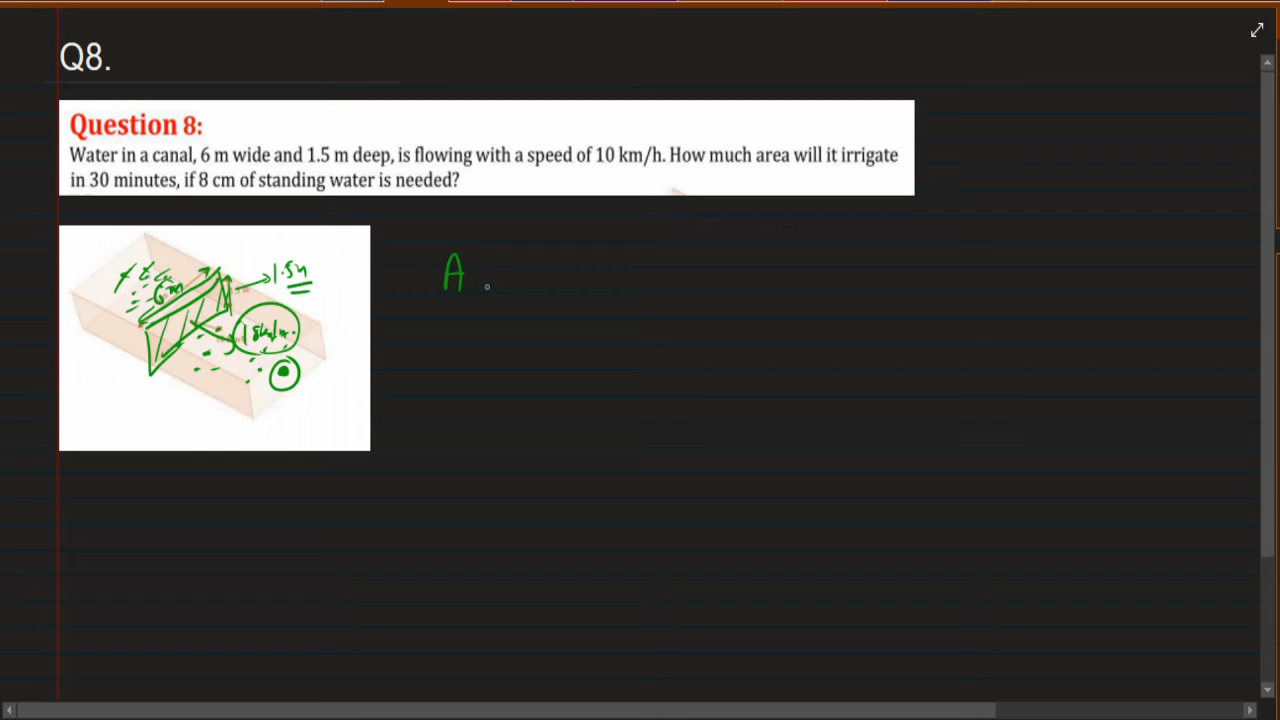 Q8.
Question 8:
Water in a canal, 6 m wide and 1.5 m deep, is flowing with a speed of 10 km/h. How much area will it irrigate
in 30 minutes, if 8 cm of standing water is needed?
1.5m
6m
A